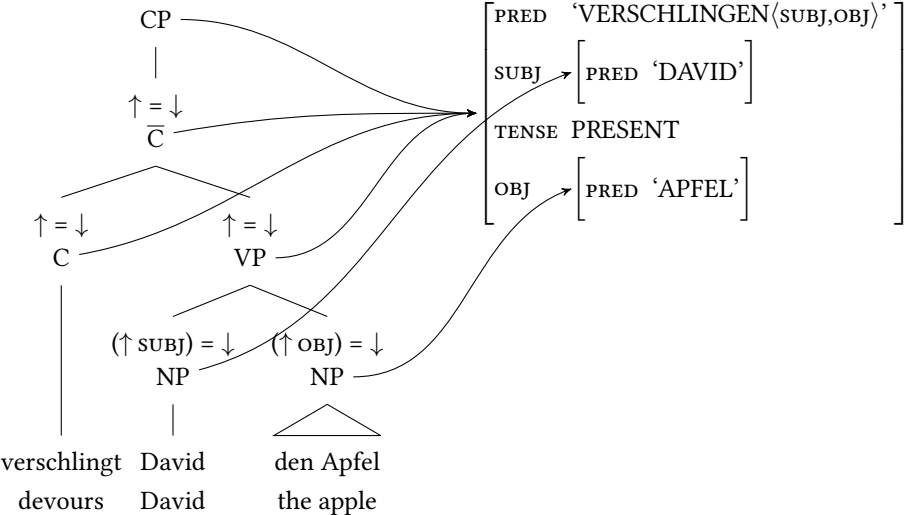 CP
↑ = ↓
C̅
↑ = ↓ ↑ = ↓
C VP
(↑ SUBJ) = ↓ (↑ OBJ) = ↓
NP NP
verschlingt David den Apfel
devours David the apple
PRED ‘VERSCHLINGEN⟨SUBJ,OBJ⟩’
SUBJ [PRED ‘DAVID’]
TENSE PRESENT
OBJ [PRED ‘APFEL’]